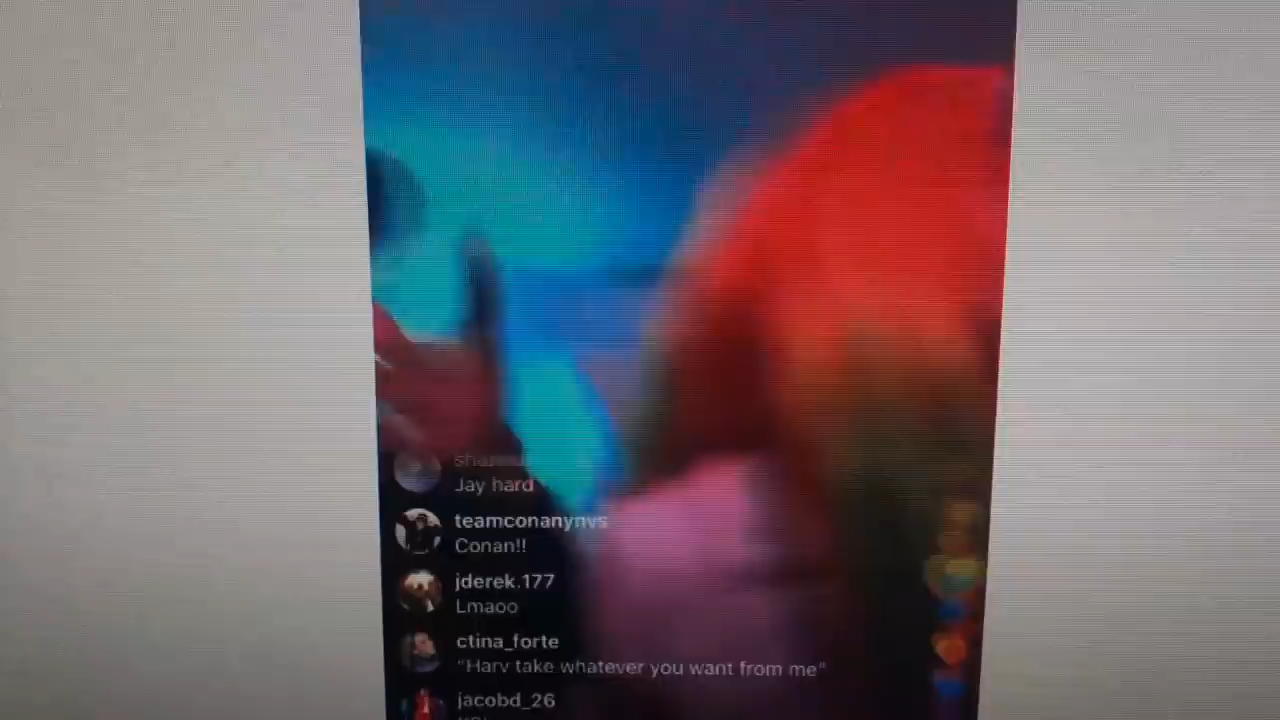 Jay hard
teamconanynvs
Conan!!
jderek.177
Lmaoo
ctina_forte
"Harv take whatever you want from me"
jacobd_26